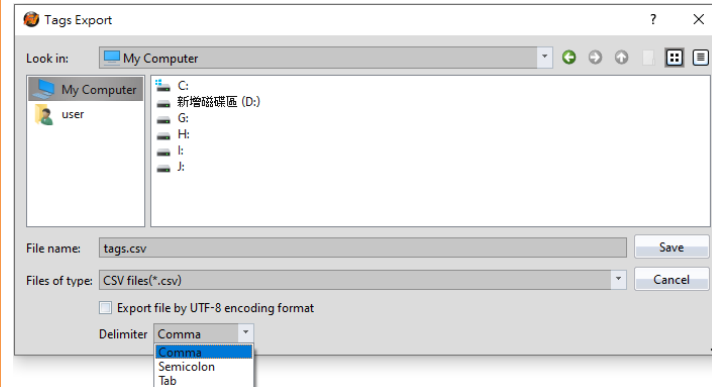 Tags Export
Look in: My Computer
My Computer
user
C:
新增磁碟區 (D:)
G:
H:
I:
J:
File name: tags.csv Save
Files of type: CSV files(*.csv) Cancel
Export file by UTF-8 encoding format
Delimiter Comma
Comma
Semicolon
Tab